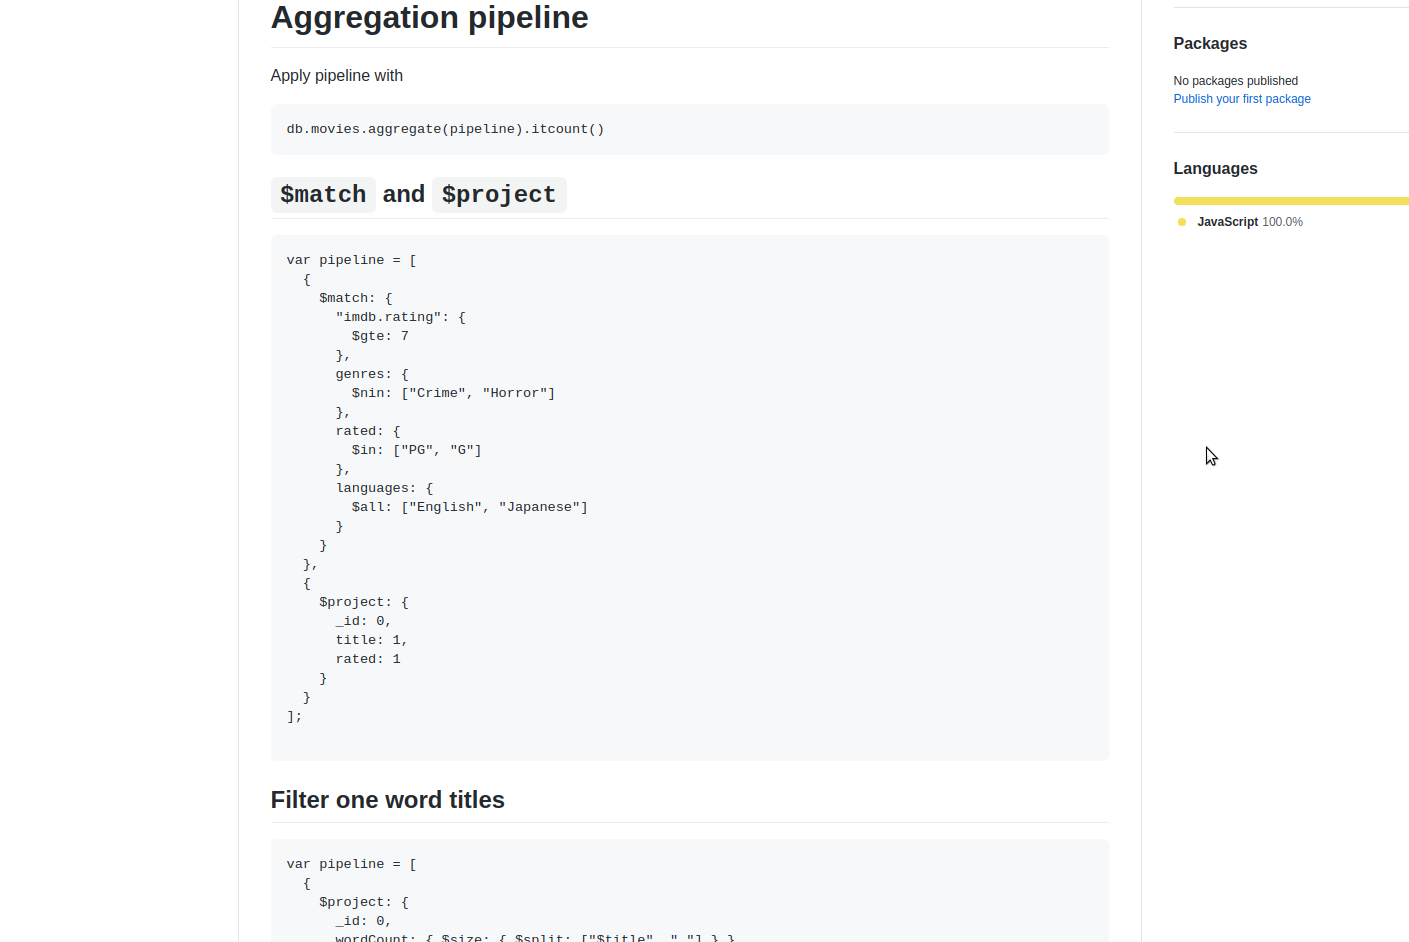 Aggregation pipeline
Apply pipeline with
db.movies.aggregate(pipeline).itcount()
$match and $project
var pipeline = [
  {
    $match: {
      "imdb.rating": {
        $gte: 7
      },
      genres: {
        $nin: ["Crime", "Horror"]
      },
      rated: {
        $in: ["PG", "G"]
      },
      languages: {
        $all: ["English", "Japanese"]
      }
    }
  },
  {
    $project: {
      _id: 0,
      title: 1,
      rated: 1
    }
  }
];
Filter one word titles
var pipeline = [
  {
    $project: {
      _id: 0,
      wordCount: { $size: { $split: ["$title", " "] } }
Packages
No packages published
Publish your first package
Languages
JavaScript 100.0%